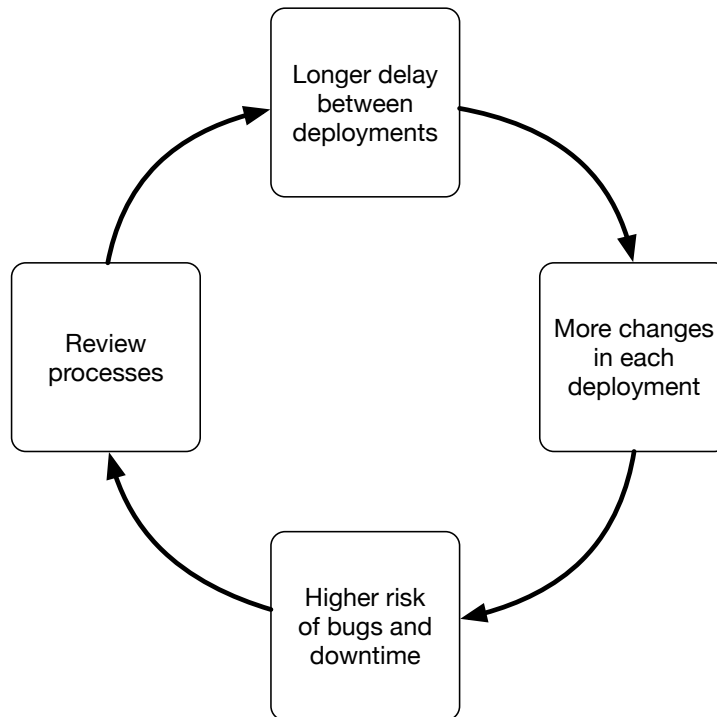 Longer delay
between
deployments
More changes
in each
deployment
Higher risk
of bugs and
downtime
Review
processes